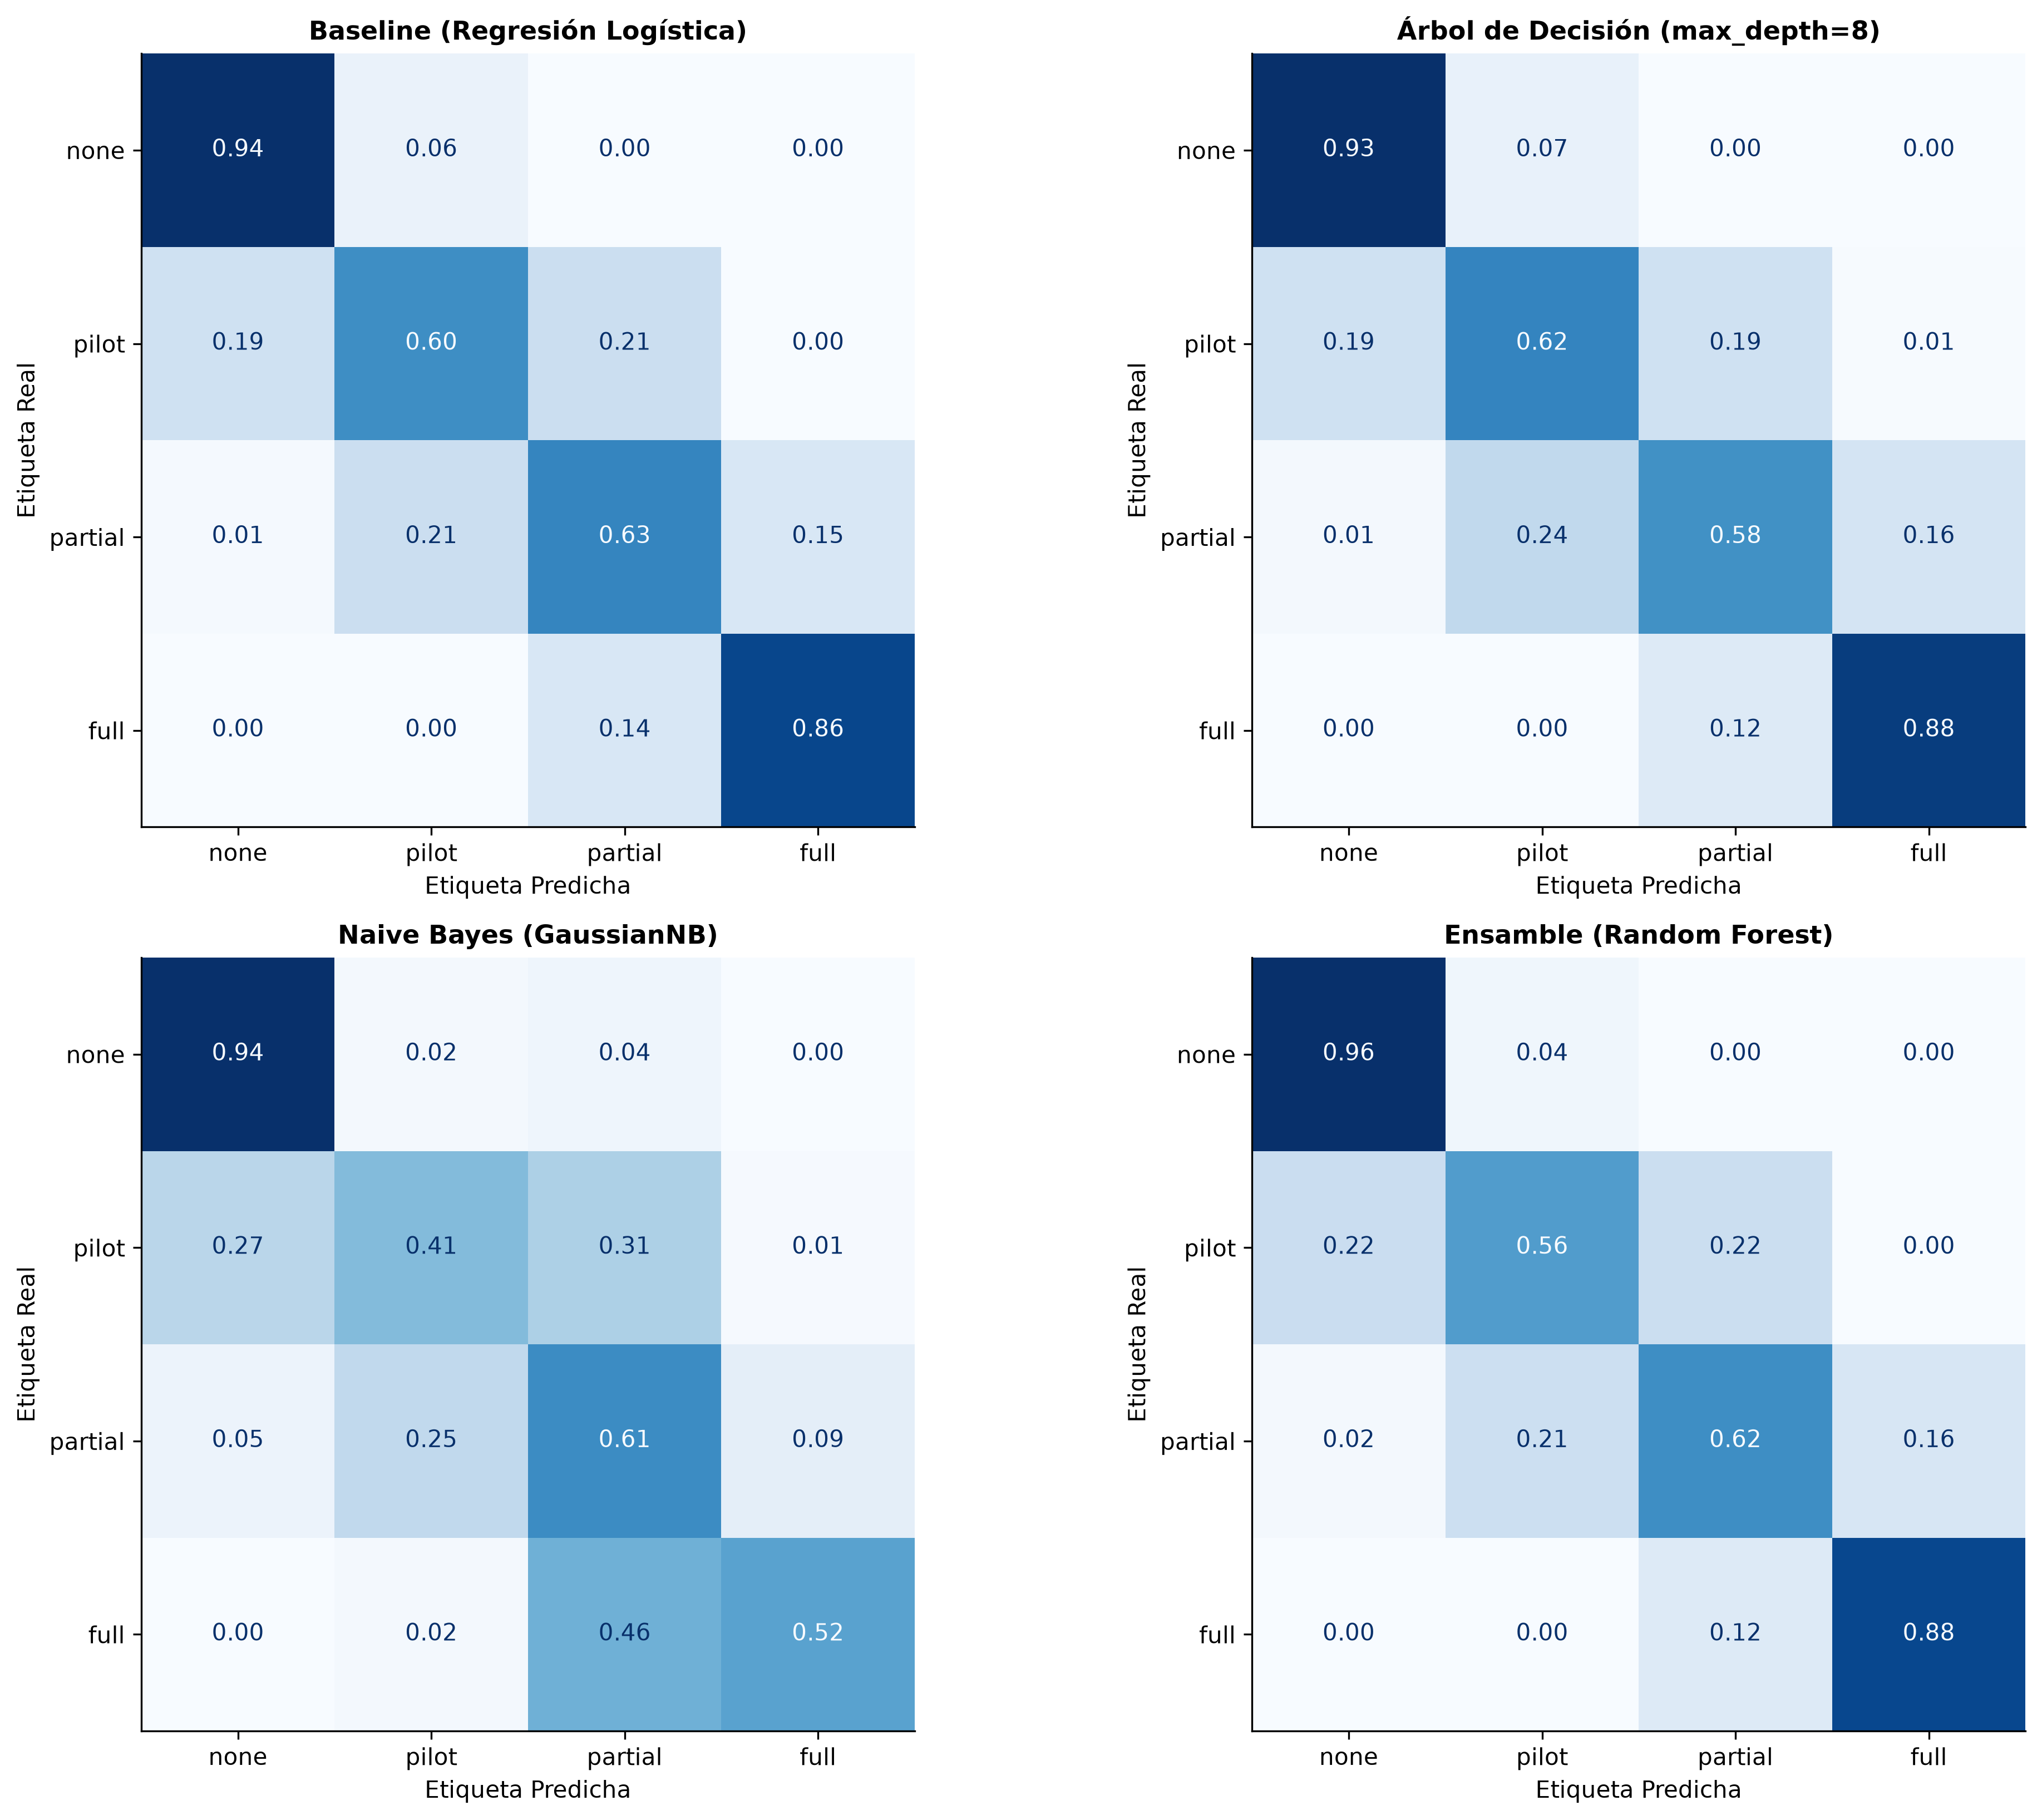 Baseline (Regresión Logística)
none 0.94 0.06 0.00 0.00
pilot 0.19 0.60 0.21 0.00
partial 0.01 0.21 0.63 0.15
full 0.00 0.00 0.14 0.86
none pilot partial full
Etiqueta Real
Etiqueta Predicha
Árbol de Decisión (max_depth=8)
none 0.93 0.07 0.00 0.00
pilot 0.19 0.62 0.19 0.01
partial 0.01 0.24 0.58 0.16
full 0.00 0.00 0.12 0.88
none pilot partial full
Etiqueta Real
Etiqueta Predicha
Naive Bayes (GaussianNB)
none 0.94 0.02 0.04 0.00
pilot 0.27 0.41 0.31 0.01
partial 0.05 0.25 0.61 0.09
full 0.00 0.02 0.46 0.52
none pilot partial full
Etiqueta Real
Etiqueta Predicha
Ensamble (Random Forest)
none 0.96 0.04 0.00 0.00
pilot 0.22 0.56 0.22 0.00
partial 0.02 0.21 0.62 0.16
full 0.00 0.00 0.12 0.88
none pilot partial full
Etiqueta Real
Etiqueta Predicha